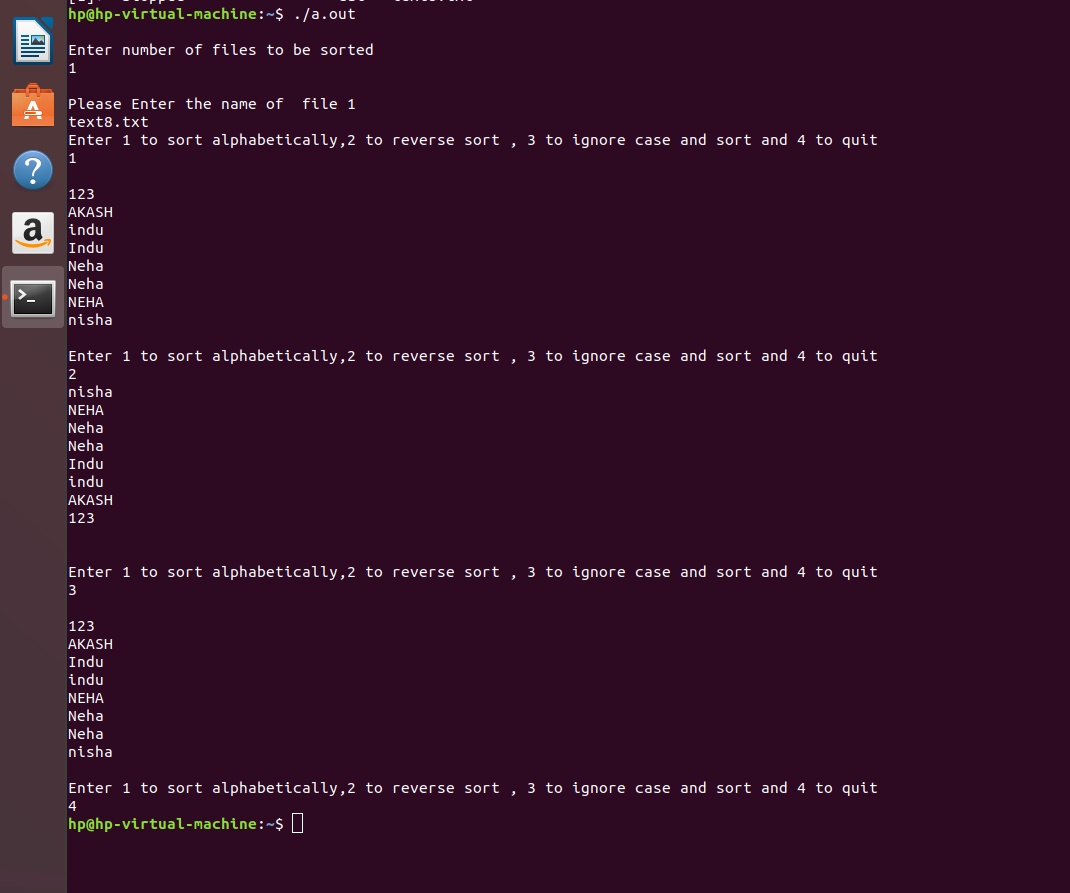 hp@hp-virtual-machine:~$ ./a.out
Enter number of files to be sorted
1
Please Enter the name of  file 1
text8.txt
Enter 1 to sort alphabetically,2 to reverse sort , 3 to ignore case and sort and 4 to quit
1
123
AKASH
indu
Indu
Neha
Neha
NEHA
nisha
Enter 1 to sort alphabetically,2 to reverse sort , 3 to ignore case and sort and 4 to quit
2
nisha
NEHA
Neha
Neha
Indu
indu
AKASH
123
Enter 1 to sort alphabetically,2 to reverse sort , 3 to ignore case and sort and 4 to quit
3
123
AKASH
Indu
indu
NEHA
Neha
Neha
nisha
Enter 1 to sort alphabetically,2 to reverse sort , 3 to ignore case and sort and 4 to quit
4
hp@hp-virtual-machine:~$